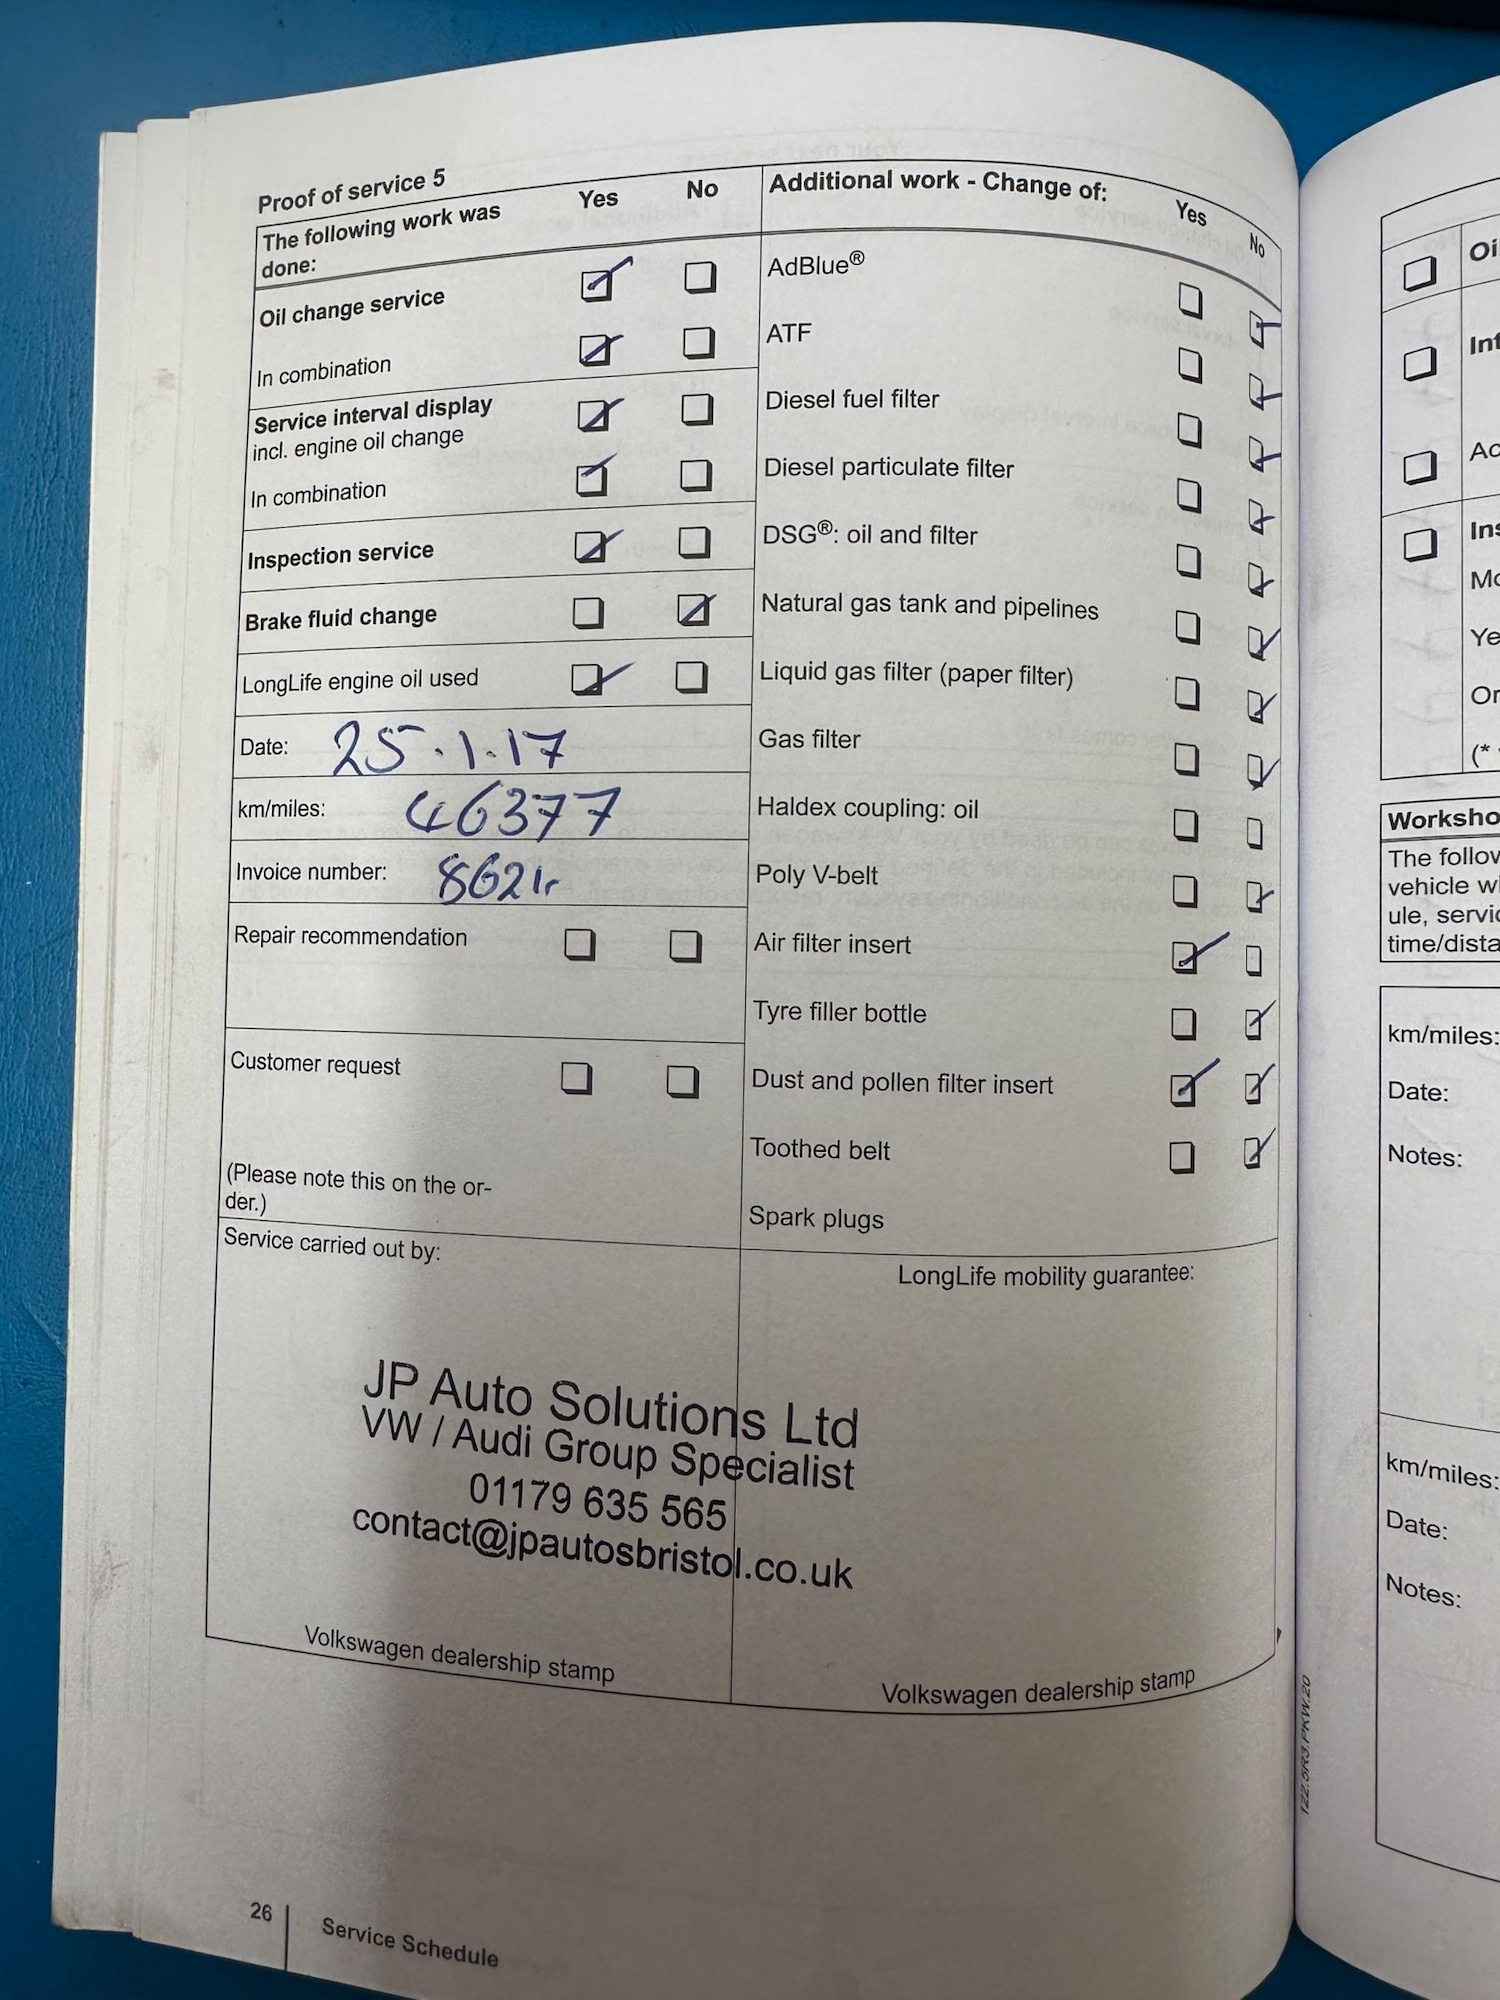 Proof of service 5
The following work was
done:
Yes
No
Oil change service
In combination
Service interval display
incl. engine oil change
In combination
Inspection service
Brake fluid change
LongLife engine oil used
Date: 25.1.17
km/miles: 46377
Invoice number:
Repair recommendation
Customer request
(Please note this on the or-
der.)
Additional work - Change of:
Yes
No
AdBlue®
ATF
Diesel fuel filter
Diesel particulate filter
DSG®: oil and filter
Natural gas tank and pipelines
Liquid gas filter (paper filter)
Gas filter
Haldex coupling: oil
Poly V-belt
Air filter insert
Tyre filler bottle
Dust and pollen filter insert
Toothed belt
Spark plugs
Service carried out by:
LongLife mobility guarantee:
JP Auto Solutions Ltd
VW / Audi Group Specialist
01179 635 565
contact@jpautosbristol.co.uk
Volkswagen dealership stamp
Volkswagen dealership stamp
26
Service Schedule
1Z2.5R3.PKW.20
Worksho
The follow
vehicle w
ule, servic
time/dista
km/miles:
Date:
Notes:
km/miles:
Date:
Notes: